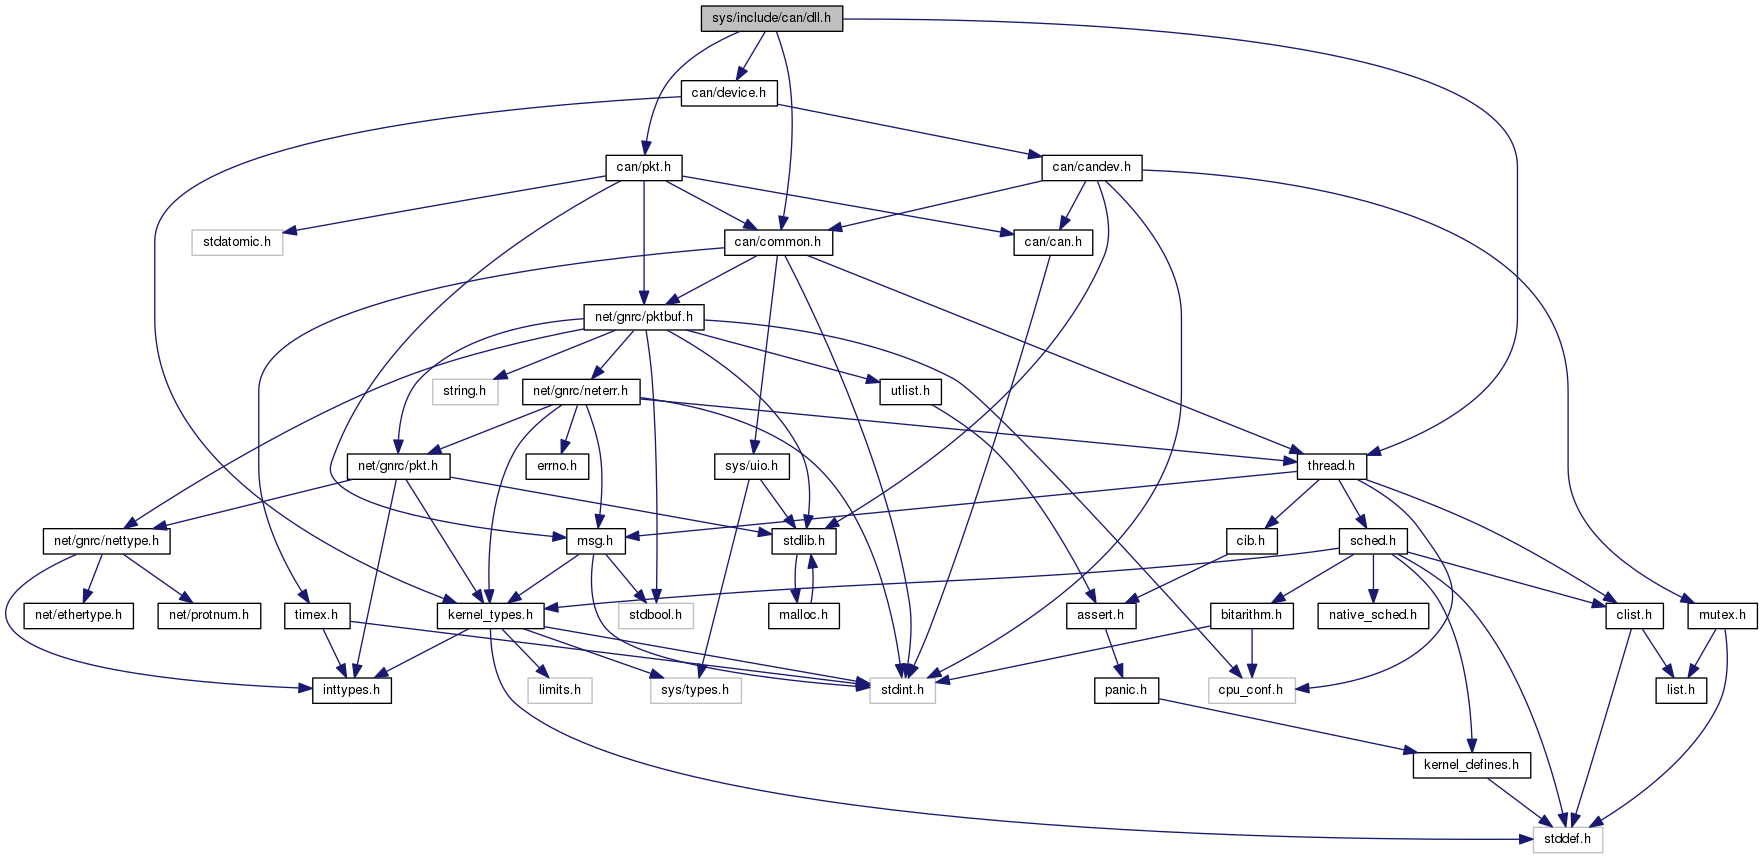 sys/include/can/dll.h
can/device.h
can/pkt.h
can/candev.h
stdatomic.h
can/common.h
can/can.h
net/gnrc/pktbuf.h
string.h
net/gnrc/neterr.h
utlist.h
net/gnrc/pkt.h
errno.h
sys/uio.h
thread.h
net/gnrc/nettype.h
msg.h
stdlib.h
cib.h
sched.h
net/ethertype.h
net/protnum.h
timex.h
kernel_types.h
stdbool.h
malloc.h
assert.h
bitarithm.h
native_sched.h
clist.h
mutex.h
inttypes.h
limits.h
sys/types.h
stdint.h
panic.h
cpu_conf.h
list.h
kernel_defines.h
stddef.h